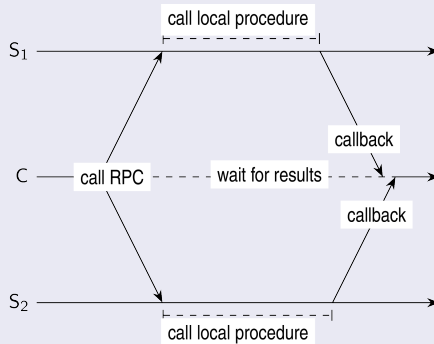 call local procedure
S1
callback
C
call RPC
wait for results
callback
S2
call local procedure